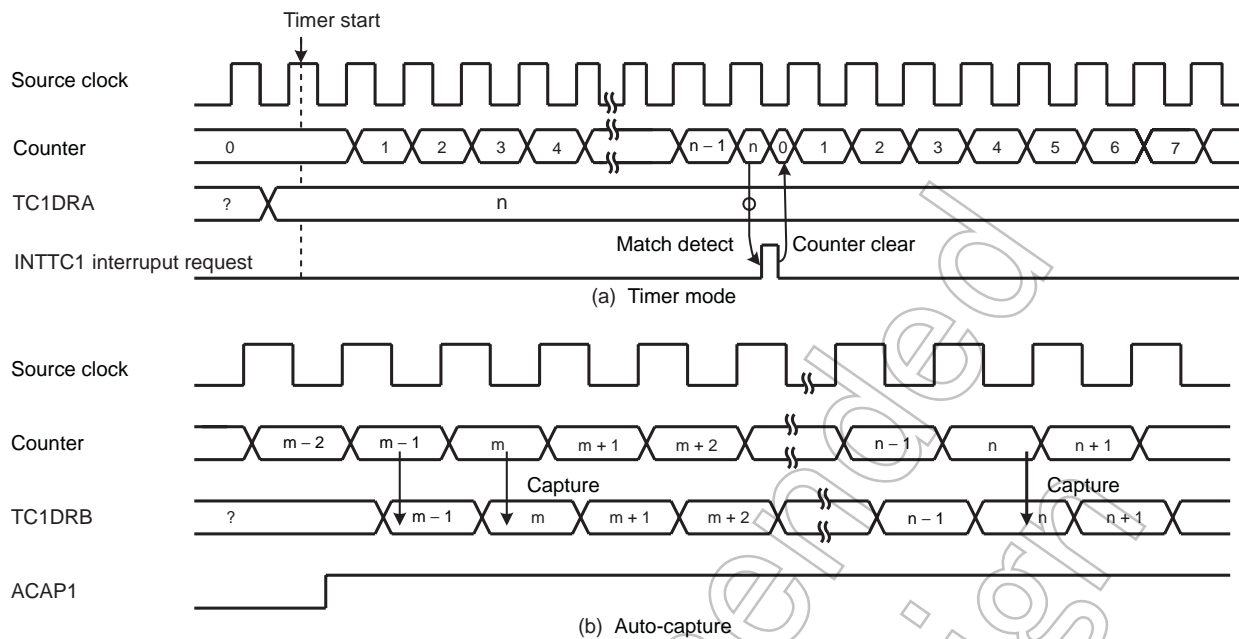 Timer start
Source clock
Counter
0 1 2 3 4 n – 1 n 0 1 2 3 4 5 6 7
TC1DRA
? n
Match detect Counter clear
INTTC1 interruput request
(a) Timer mode
Source clock
Counter
m – 2 m – 1 m m + 1 m + 2 n – 1 n n + 1
Capture Capture
TC1DRB
? m – 1 m m + 1 m + 2 n – 1 n n + 1
ACAP1
(b) Auto-capture
ended
sign